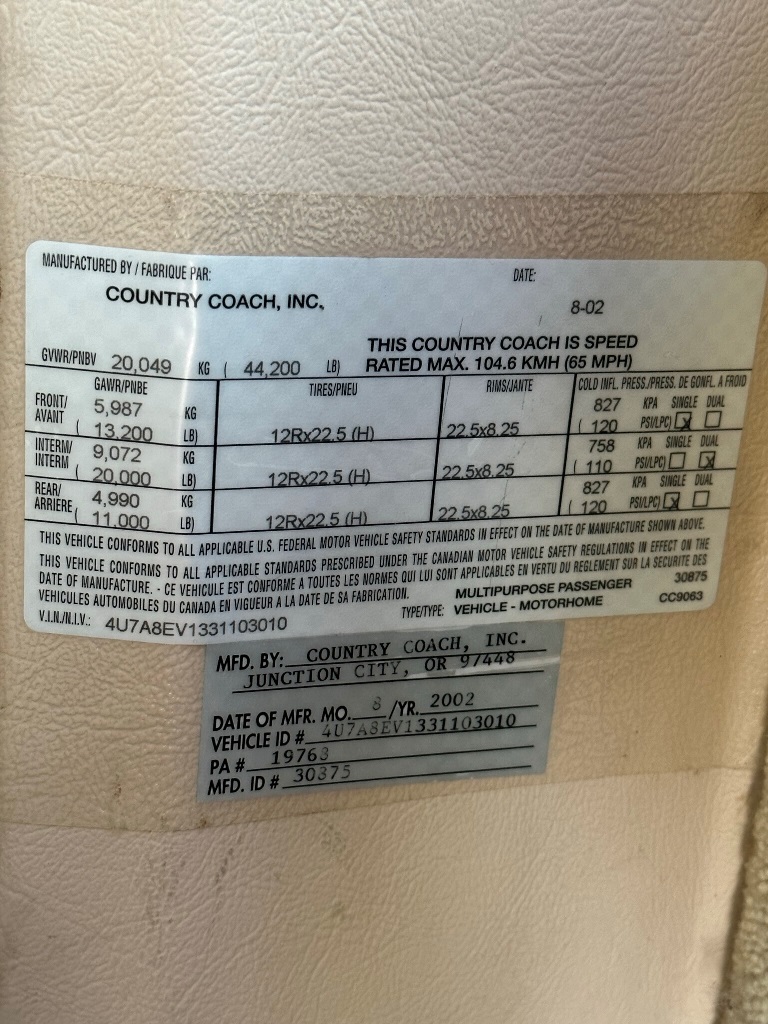 MANUFACTURED BY / FABRIQUE PAR: DATE:
COUNTRY COACH, INC. 8-02
THIS COUNTRY COACH IS SPEED
GVWR/PNBV 20,049 KG ( 44,200 LB) RATED MAX. 104.6 KMH (65 MPH)
GAWR/PNBE TIRES/PNEU RIMS/JANTE COLD INFL. PRESS./PRESS. DE GONFL. A FROID
FRONT/ 5,987 KG 827 KPA SINGLE DUAL
AVANT ( 13,200 LB) 12Rx22.5 (H) 22.5x8.25 ( 120 PSI/LPC) ☒ ☐
INTERM/ 9,072 KG 758 KPA SINGLE DUAL
INTERM ( 20,000 LB) 12Rx22.5 (H) 22.5x8.25 ( 110 PSI/LPC) ☐ ☒
REAR/ 4,990 KG 827 KPA SINGLE DUAL
ARRIERE ( 11,000 LB) 12Rx22.5 (H) 22.5x8.25 ( 120 PSI/LPC) ☒ ☐
THIS VEHICLE CONFORMS TO ALL APPLICABLE U.S. FEDERAL MOTOR VEHICLE SAFETY STANDARDS IN EFFECT ON THE DATE OF MANUFACTURE SHOWN ABOVE.
THIS VEHICLE CONFORMS TO ALL APPLICABLE STANDARDS PRESCRIBED UNDER THE CANADIAN MOTOR VEHICLE SAFETY REGULATIONS IN EFFECT ON THE
DATE OF MANUFACTURE. - CE VEHICULE EST CONFORME A TOUTES LES NORMES QUI LUI SONT APPLICABLES EN VERTU DU REGLEMENT SUR LA SECURITE DES
VEHICULES AUTOMOBILES DU CANADA EN VIGUEUR A LA DATE DE SA FABRICATION. MULTIPURPOSE PASSENGER 30875
V.I.N./N.I.V.: 4U7A8EV1331103010 TYPE/TYPE: VEHICLE - MOTORHOME CC9063
MFD. BY: COUNTRY COACH, INC.
JUNCTION CITY, OR 97448
DATE OF MFR. MO. 8 /YR. 2002
VEHICLE ID # 4U7A8EV1331103010
PA # 19763
MFD. ID # 30875